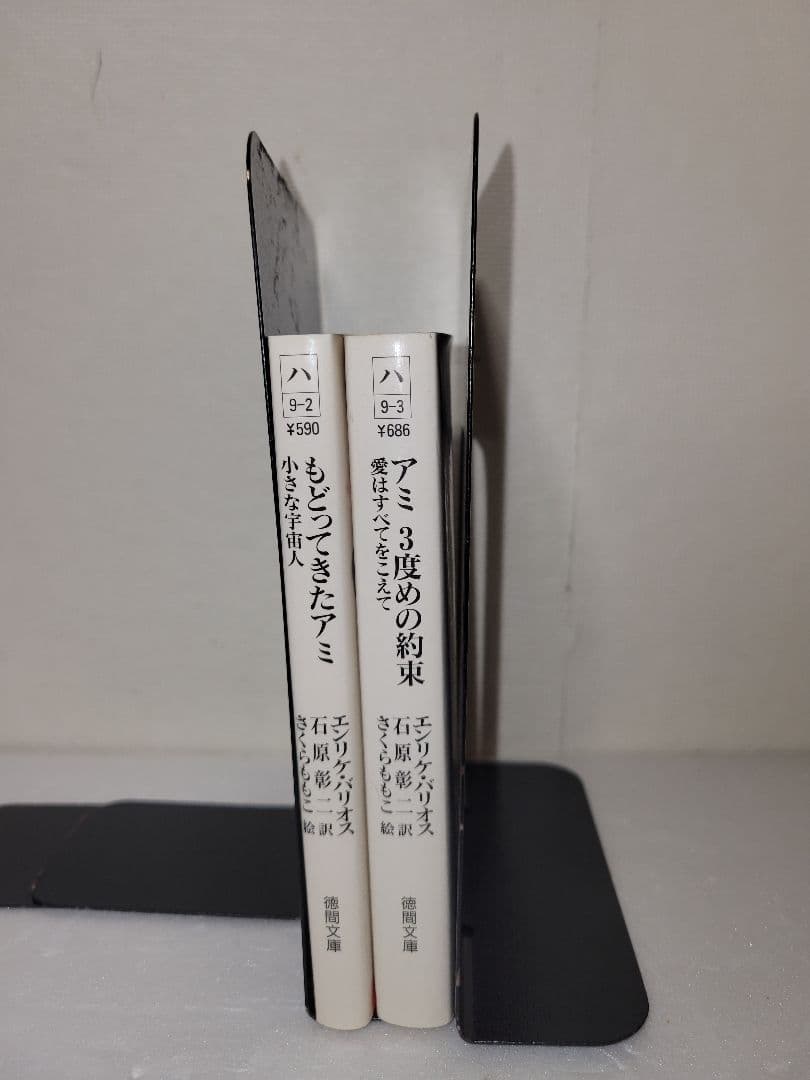 ハ
9-2
¥590
もどってきたアミ
小さな宇宙人
エンリケ・バリオス
石原彰二 訳
さくらももこ 絵
徳間文庫
ハ
9-3
¥686
アミ 3度めの約束
愛はすべてをこえて
エンリケ・バリオス
石原彰二 訳
さくらももこ 絵
徳間文庫